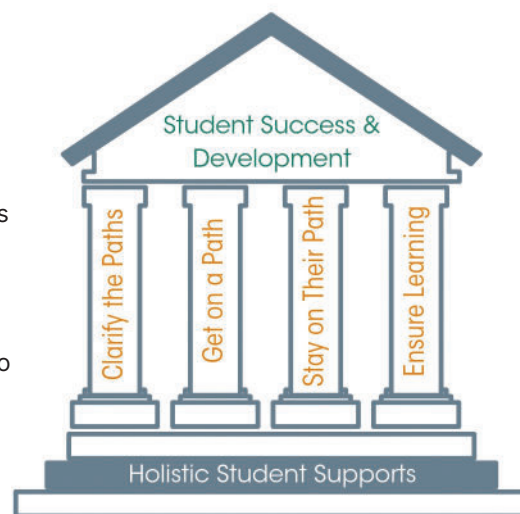 Student Success &
Development
Clarify the Paths
Get on a Path
Stay on Their Path
Ensure Learning
Holistic Student Supports
s
o